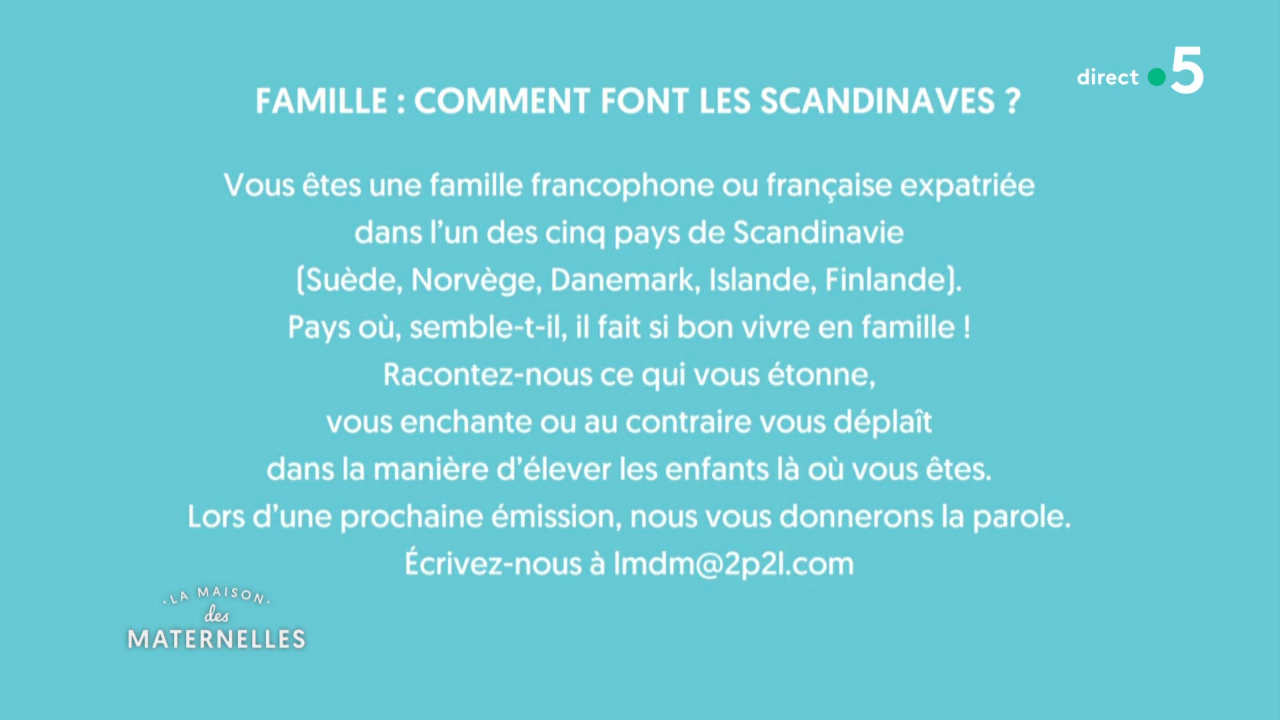 direct 5
FAMILLE : COMMENT FONT LES SCANDINAVES ?
Vous êtes une famille francophone ou française expatriée
dans l’un des cinq pays de Scandinavie
(Suède, Norvège, Danemark, Islande, Finlande).
Pays où, semble-t-il, il fait si bon vivre en famille !
Racontez-nous ce qui vous étonne,
vous enchante ou au contraire vous déplaît
dans la manière d’élever les enfants là où vous êtes.
Lors d’une prochaine émission, nous vous donnerons la parole.
Écrivez-nous à lmdm@2p2l.com
·LA MAISON·
des
MATERNELLES